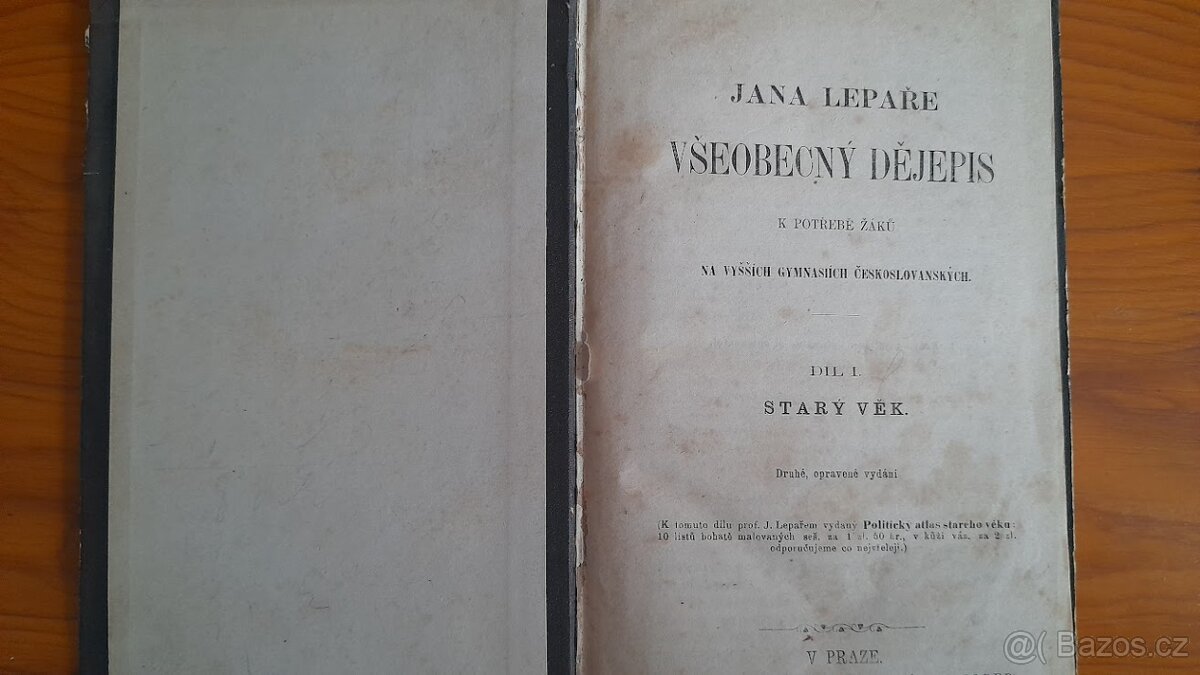 JANA LEPAŘE
VŠEOBECNÝ DĚJEPIS
K POTŘEBĚ ŽÁKŮ
NA VYŠŠÍCH GYMNASIÍCH ČESKOSLOVANSKÝCH.
DÍL I.
STARÝ VĚK.
Druhé, opravené vydání
(K tomuto dílu prof. J. Lepařem vydaný Politický atlas starého věku:
10 listů bohatě malovaných seš. za 1 zl. 50 kr., v kůži váz. za 2 zl.
odporučujeme co nejvřeleji.)
V PRAZE.
@( Bazos.cz